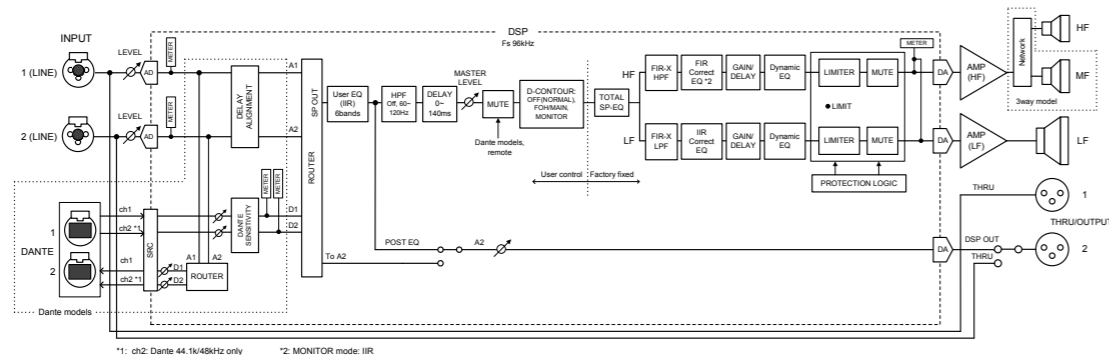 DSP
Fs 96kHz
INPUT
1 (LINE)
LEVEL
AD
METER
A1
2 (LINE)
LEVEL
AD
METER
A2
DELAY
ALIGNMENT
SP OUT
ROUTER
User EQ
(IIR)
6bands
HPF
Off, 60~
120Hz
DELAY
0~
140ms
MASTER
LEVEL
MUTE
Dante models,
remote
D-CONTOUR:
OFF(NORMAL),
FOH/MAIN,
MONITOR
TOTAL
SP-EQ
User control
Factory fixed
HF
FIR-X
HPF
FIR
Correct
EQ *2
GAIN/
DELAY
Dynamic
EQ
LIMITER
MUTE
METER
DA
AMP
(HF)
Network
HF
MF
3way model
LIMIT
LF
FIR-X
LPF
IIR
Correct
EQ
GAIN/
DELAY
Dynamic
EQ
LIMITER
MUTE
DA
AMP
(LF)
LF
PROTECTION LOGIC
THRU
1
THRU/OUTPUT
DANTE
1
ch1
ch2 *1
2
ch1
ch2 *1
SRC
D1
D2
A1
A2
ROUTER
DANTE
SENSITIVITY
METER
METER
D1
D2
To A2
POST EQ
A2
DA
DSP OUT
THRU
2
Dante models
*1: ch2: Dante 44.1k/48kHz only
*2: MONITOR mode: IIR